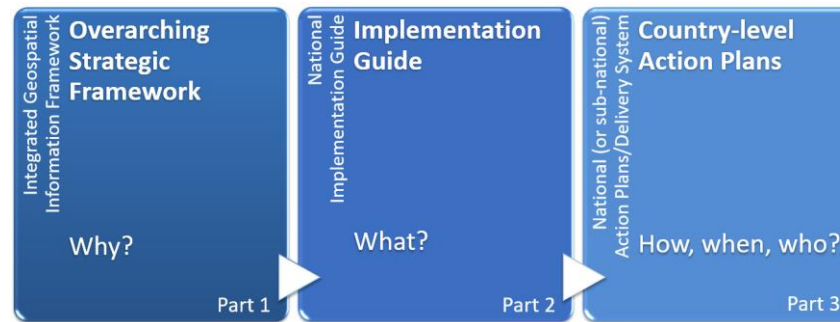 Integrated Geospatial
Information Framework
Overarching
Strategic
Framework
Why?
Part 1
National
Implementation Guide
Implementation
Guide
What?
Part 2
National (or sub-national)
Action Plans/Delivery System
Country-level
Action Plans
How, when, who?
Part 3